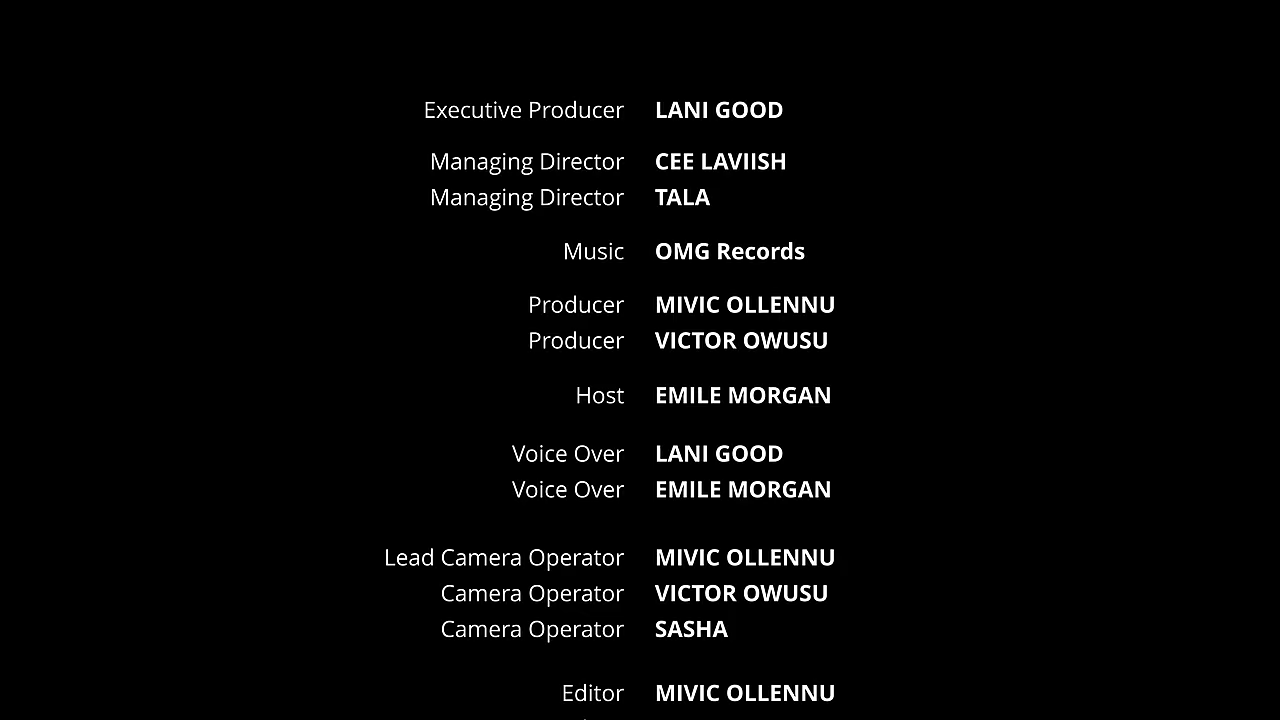 Executive Producer LANI GOOD
Managing Director CEE LAVIISH
Managing Director TALA
Music OMG Records
Producer MIVIC OLLENNU
Producer VICTOR OWUSU
Host EMILE MORGAN
Voice Over LANI GOOD
Voice Over EMILE MORGAN
Lead Camera Operator MIVIC OLLENNU
Camera Operator VICTOR OWUSU
Camera Operator SASHA
Editor MIVIC OLLENNU